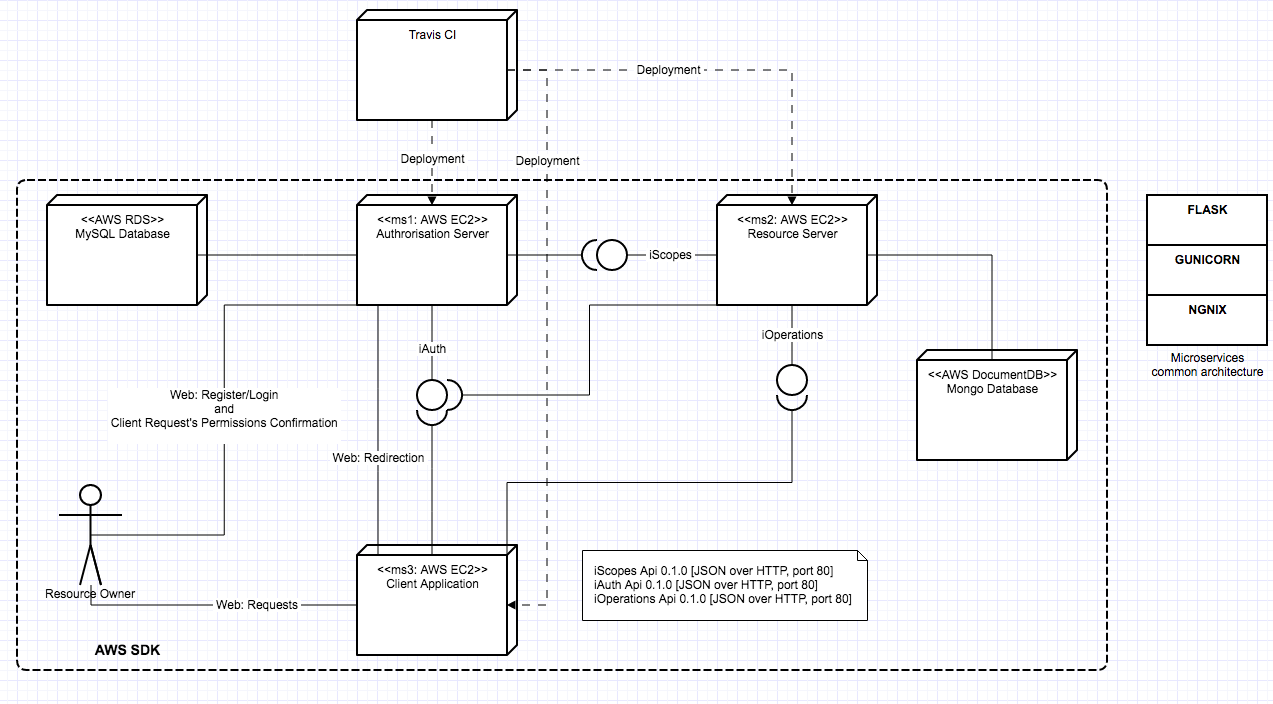 Travis CI
Deployment
Deployment
Deployment
<<AWS RDS>>
MySQL Database
<<ms1: AWS EC2>>
Authrorisation Server
<<ms2: AWS EC2>>
Resource Server
iScopes
FLASK
GUNICORN
NGNIX
Microservices
common architecture
iAuth
iOperations
<<AWS DocumentDB>>
Mongo Database
Web: Register/Login
and
Client Request's Permissions Confirmation
Web: Redirection
<<ms3: AWS EC2>>
Client Application
iScopes Api 0.1.0 [JSON over HTTP, port 80]
iAuth Api 0.1.0 [JSON over HTTP, port 80]
iOperations Api 0.1.0 [JSON over HTTP, port 80]
Resource Owner
Web: Requests
AWS SDK